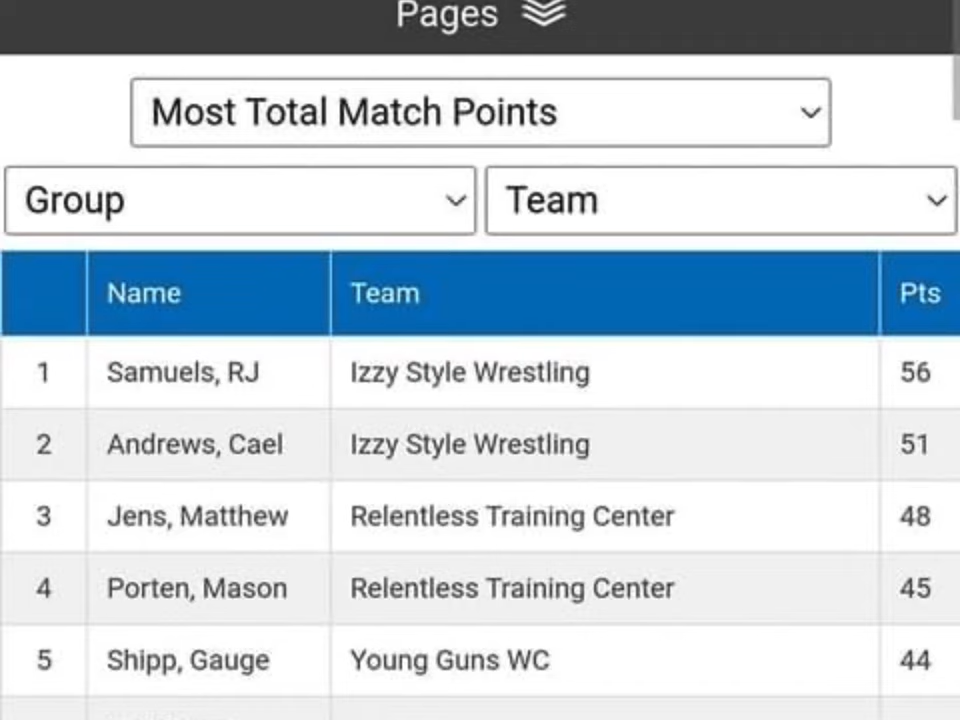 Pages
Most Total Match Points
Group Team
Name Team Pts
1 Samuels, RJ Izzy Style Wrestling 56
2 Andrews, Cael Izzy Style Wrestling 51
3 Jens, Matthew Relentless Training Center 48
4 Porten, Mason Relentless Training Center 45
5 Shipp, Gauge Young Guns WC 44